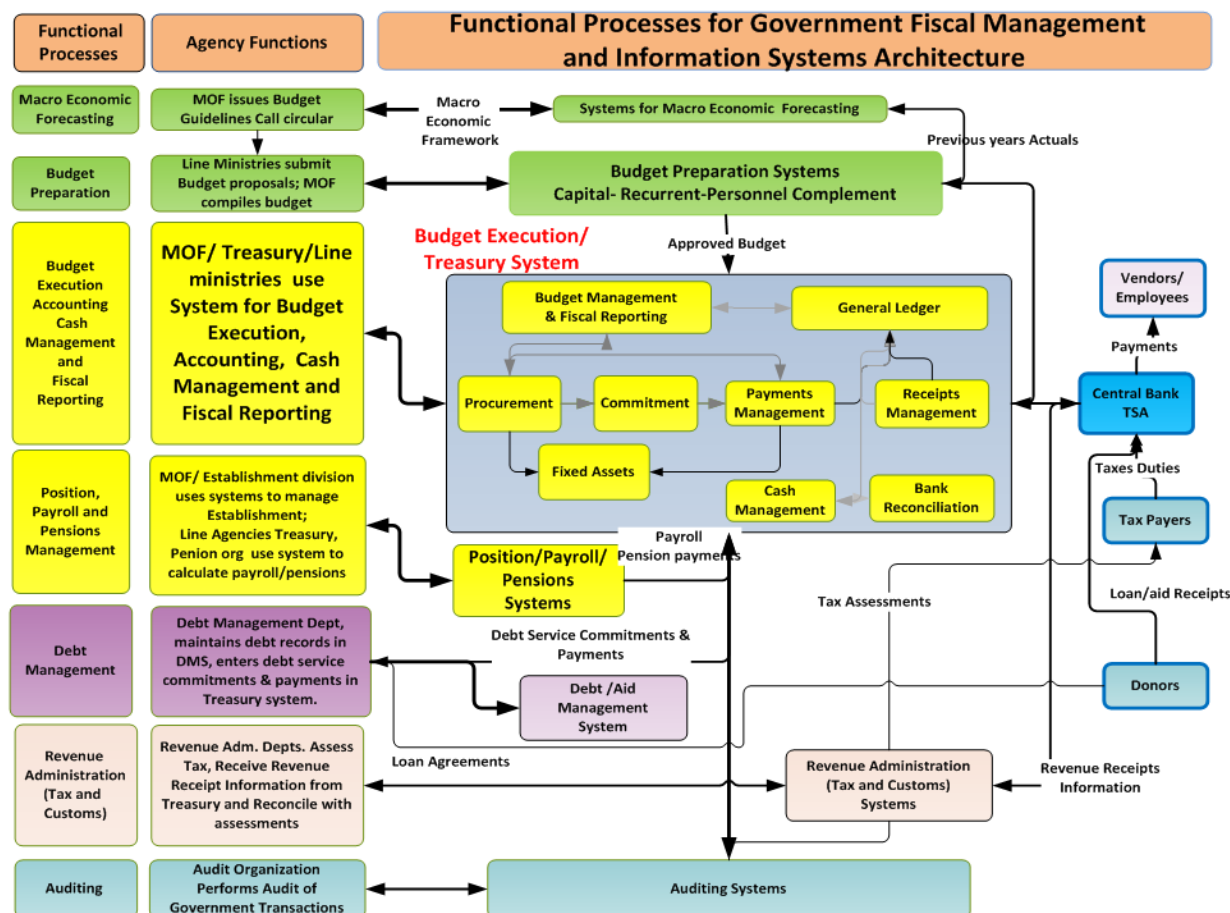 Functional
Processes
Agency Functions
Functional Processes for Government Fiscal Management
and Information Systems Architecture
Macro Economic
Forecasting
MOF issues Budget
Guidelines Call circular
Macro
Economic
Framework
Systems for Macro Economic Forecasting
Previous years Actuals
Budget
Preparation
Line Ministries submit
Budget proposals; MOF
compiles budget
Budget Preparation Systems
Capital- Recurrent-Personnel Complement
Approved Budget
Budget Execution/
Treasury System
Budget
Execution
Accounting
Cash
Management
and
Fiscal
Reporting
MOF/ Treasury/Line
ministries use
System for Budget
Execution,
Accounting, Cash
Management and
Fiscal Reporting
Budget Management
& Fiscal Reporting
General Ledger
Procurement
Commitment
Payments
Management
Receipts
Management
Fixed Assets
Cash
Management
Bank
Reconciliation
Vendors/
Employees
Payments
Central Bank
TSA
Taxes Duties
Tax Payers
Loan/aid Receipts
Donors
Position,
Payroll and
Pensions
Management
MOF/ Establishment division
uses systems to manage
Establishment;
Line Agencies Treasury,
Penion org use system to
calculate payroll/pensions
Position/Payroll/
Pensions
Systems
Payroll
Pension payments
Tax Assessments
Debt
Management
Debt Management Dept,
maintains debt records in
DMS, enters debt service
commitments & payments in
Treasury system.
Debt Service Commitments &
Payments
Debt /Aid
Management
System
Loan Agreements
Revenue
Administration
(Tax and
Customs)
Revenue Adm. Depts. Assess
Tax, Receive Revenue
Receipt Information from
Treasury and Reconcile with
assessments
Revenue Administration
(Tax and Customs)
Systems
Revenue Receipts
Information
Auditing
Audit Organization
Performs Audit of
Government Transactions
Auditing Systems